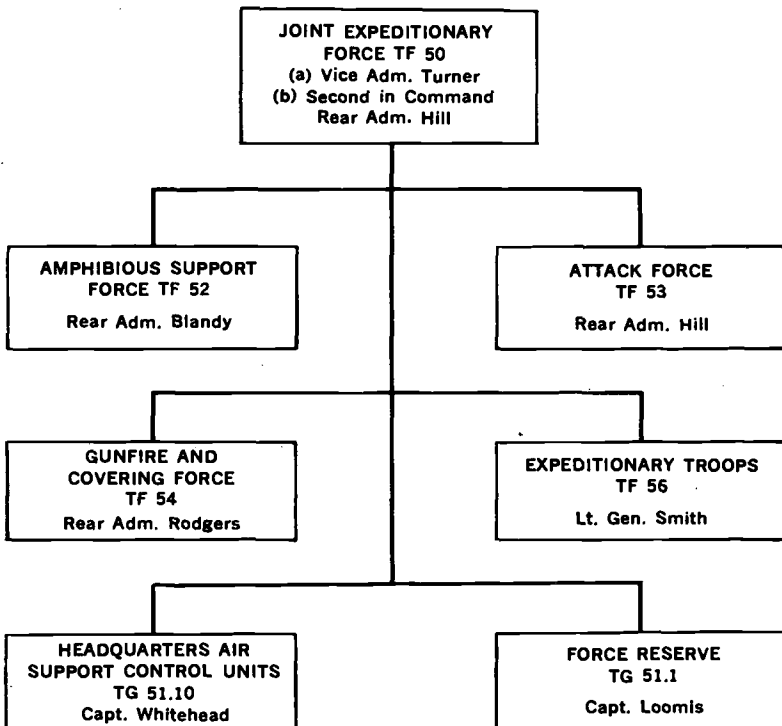 JOINT EXPEDITIONARY
FORCE TF 50
(a) Vice Adm. Turner
(b) Second in Command
Rear Adm. Hill
AMPHIBIOUS SUPPORT
FORCE TF 52
Rear Adm. Blandy
ATTACK FORCE
TF 53
Rear Adm. Hill
GUNFIRE AND
COVERING FORCE
TF 54
Rear Adm. Rodgers
EXPEDITIONARY TROOPS
TF 56
Lt. Gen. Smith
HEADQUARTERS AIR
SUPPORT CONTROL UNITS
TG 51.10
Capt. Whitehead
FORCE RESERVE
TG 51.1
Capt. Loomis